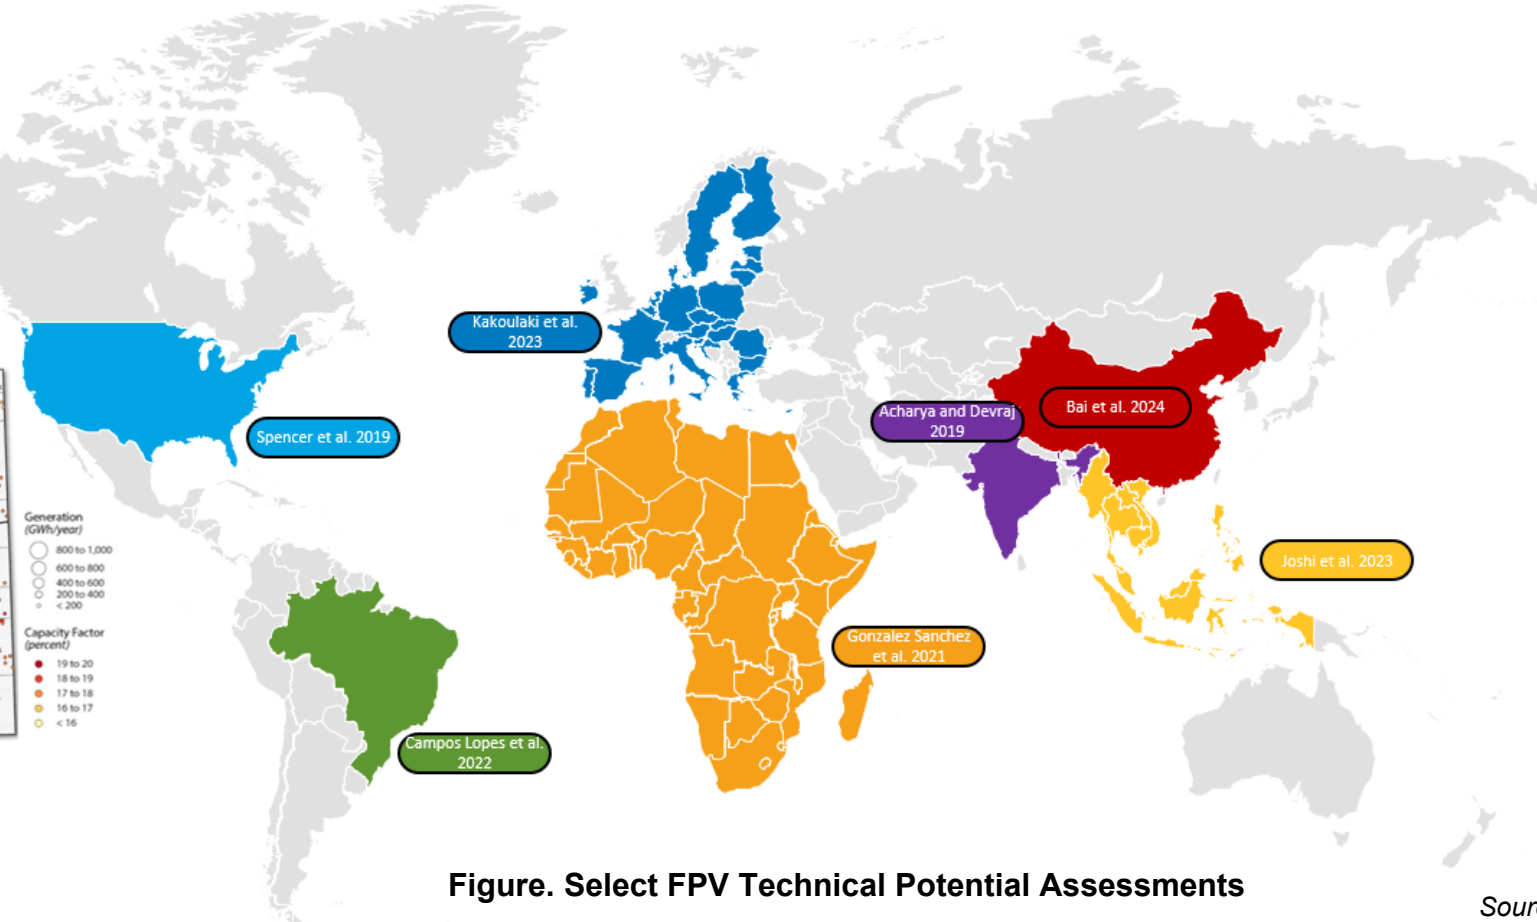 Kakoulaki et al.
2023
Spencer et al. 2019
Acharya and Devraj
2019
Bai et al. 2024
Generation
(GWh/year)
800 to 1,000
600 to 800
400 to 600
200 to 400
< 200
Joshi et al. 2023
Capacity Factor
(percent)
19 to 20
18 to 19
17 to 18
16 to 17
< 16
Gonzalez Sanchez
et al. 2021
Campos Lopes et al.
2022
Figure. Select FPV Technical Potential Assessments